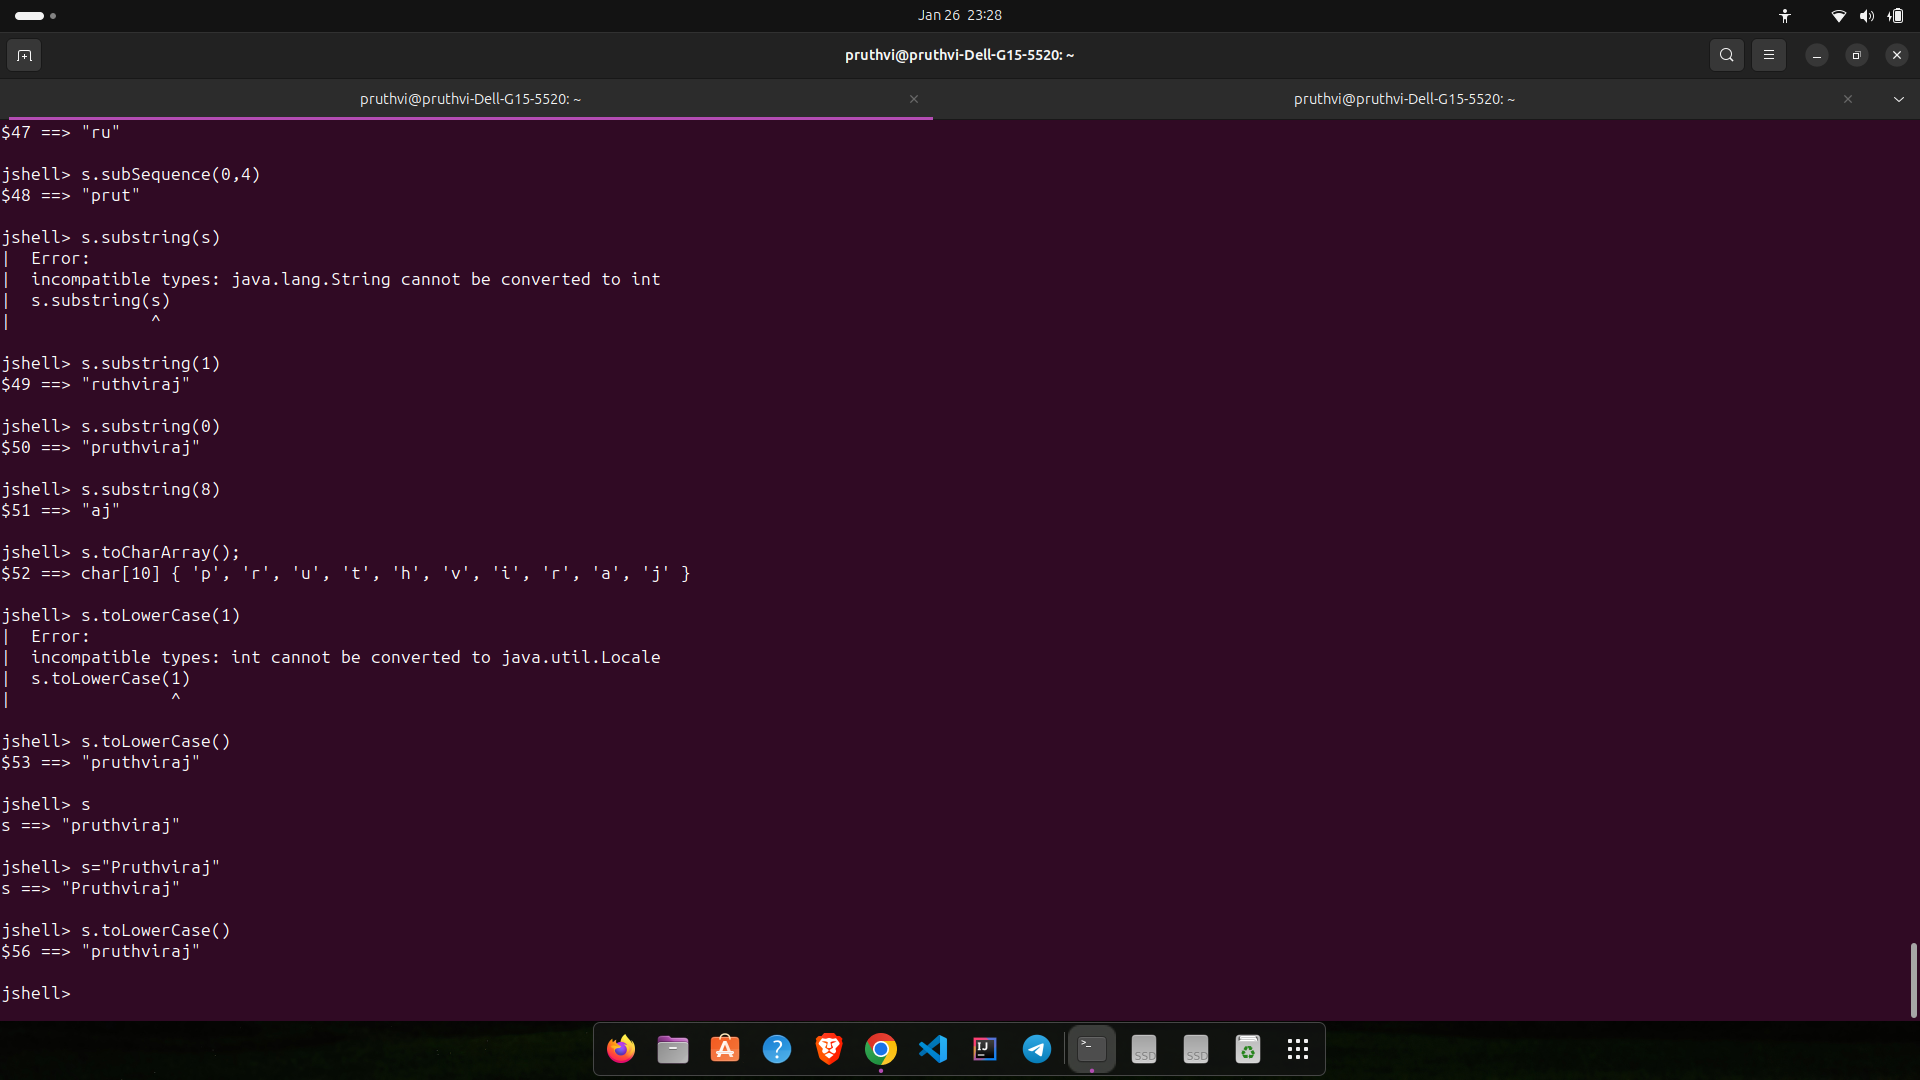 Jan 26 23:28
pruthvi@pruthvi-Dell-G15-5520: ~
pruthvi@pruthvi-Dell-G15-5520: ~
pruthvi@pruthvi-Dell-G15-5520: ~
$47 ==> "ru"
jshell> s.subSequence(0,4)
$48 ==> "prut"
jshell> s.substring(s)
|  Error:
|  incompatible types: java.lang.String cannot be converted to int
|  s.substring(s)
|              ^
jshell> s.substring(1)
$49 ==> "ruthviraj"
jshell> s.substring(0)
$50 ==> "pruthviraj"
jshell> s.substring(8)
$51 ==> "aj"
jshell> s.toCharArray();
$52 ==> char[10] { 'p', 'r', 'u', 't', 'h', 'v', 'i', 'r', 'a', 'j' }
jshell> s.toLowerCase(1)
|  Error:
|  incompatible types: int cannot be converted to java.util.Locale
|  s.toLowerCase(1)
|                ^
jshell> s.toLowerCase()
$53 ==> "pruthviraj"
jshell> s
s ==> "pruthviraj"
jshell> s="Pruthviraj"
s ==> "Pruthviraj"
jshell> s.toLowerCase()
$56 ==> "pruthviraj"
jshell>
IJ
>_
SSD
SSD